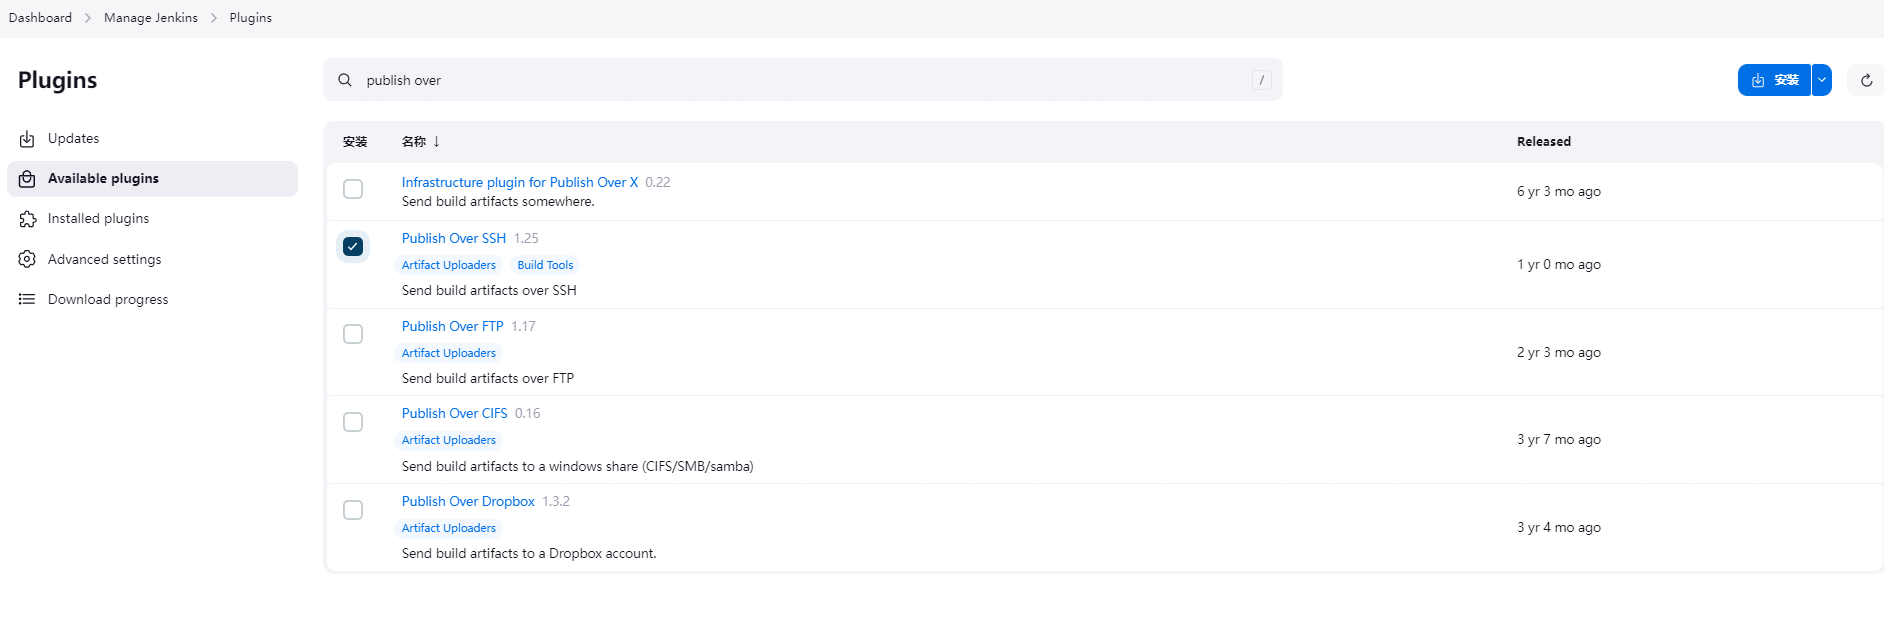 Dashboard > Manage Jenkins > Plugins
Plugins
publish over /
安装
Updates
Available plugins
Installed plugins
Advanced settings
Download progress
安装 名称 ↓ Released
Infrastructure plugin for Publish Over X 0.22
Send build artifacts somewhere.
6 yr 3 mo ago
Publish Over SSH 1.25
Artifact Uploaders Build Tools
Send build artifacts over SSH
1 yr 0 mo ago
Publish Over FTP 1.17
Artifact Uploaders
Send build artifacts over FTP
2 yr 3 mo ago
Publish Over CIFS 0.16
Artifact Uploaders
Send build artifacts to a windows share (CIFS/SMB/samba)
3 yr 7 mo ago
Publish Over Dropbox 1.3.2
Artifact Uploaders
Send build artifacts to a Dropbox account.
3 yr 4 mo ago